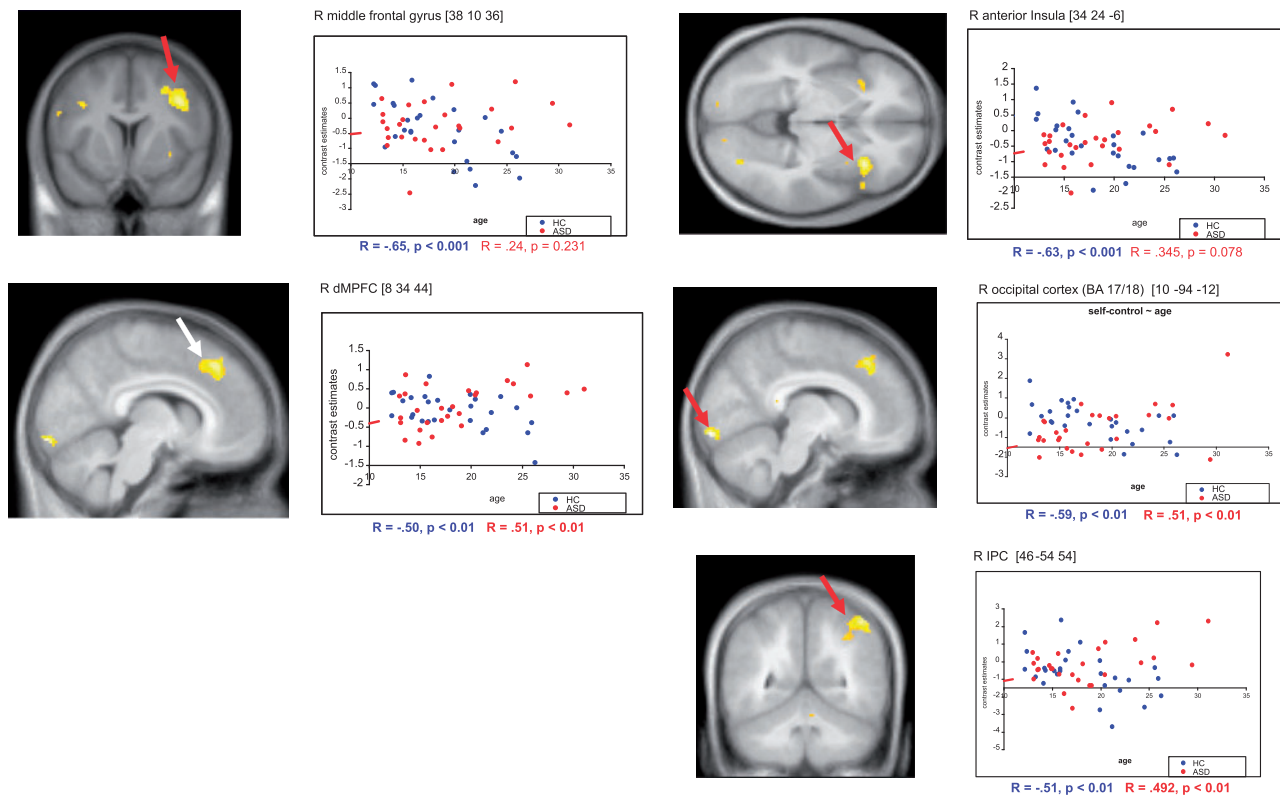 R middle frontal gyrus [38 10 36]
contrast estimates
1.5
1
0.5
0
-0.5
-1
-1.5
-2
-2.5
-3
10
15
20
25
30
35
age
HC
ASD
R = -.65, p < 0.001 R = .24, p = 0.231
R anterior Insula [34 24 -6]
contrast estimates
2
1.5
1
0.5
0
-0.5
-1
-1.5
-2
-2.5
10
15
20
25
30
35
age
HC
ASD
R = -.63, p < 0.001 R = .345, p = 0.078
R dMPFC [8 34 44]
contrast estimates
1.5
1
0.5
0
-0.5
-1
-1.5
-2
10
15
20
25
30
35
age
HC
ASD
R = -.50, p < 0.01 R = .51, p < 0.01
R occipital cortex (BA 17/18) [10 -94 -12]
self-control ~ age
contrast estimates
4
3
2
1
0
-1
-2
-3
10
15
20
25
30
35
age
HC
ASD
R = -.59, p < 0.01 R = .51, p < 0.01
R IPC [46-54 54]
contrast estimates
3
2
1
0
-1
-2
-3
-4
-5
10
15
20
25
30
35
age
HC
ASD
R = -.51, p < 0.01 R = .492, p < 0.01